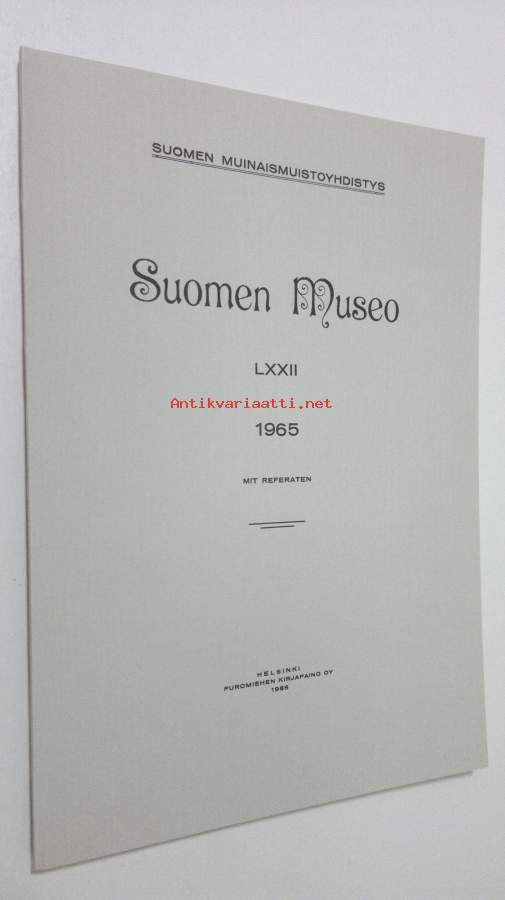 SUOMEN MUINAISMUISTOYHDISTYS
Suomen Museo
LXXII
Antikvariaatti.net
1965
MIT REFERATEN
HELSINKI
PUROMIEHEN KIRJAPAINO OY
1965